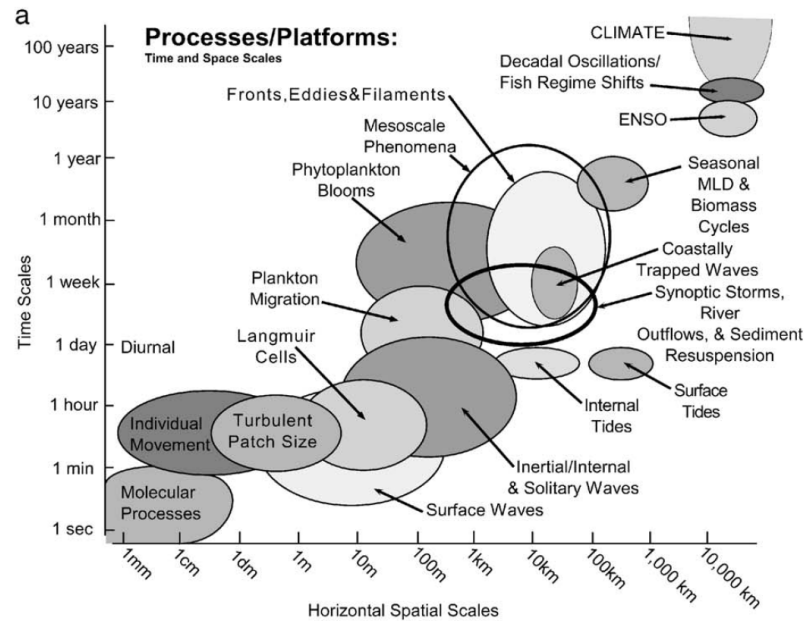 a
Processes/Platforms:
Time and Space Scales
CLIMATE
Decadal Oscillations/
Fish Regime Shifts
ENSO
Fronts,Eddies&Filaments
Mesoscale
Phenomena
Phytoplankton
Blooms
Seasonal
MLD &
Biomass
Cycles
Plankton
Migration
Coastally
Trapped Waves
Langmuir
Cells
Synoptic Storms,
River
Outflows, & Sediment
Resuspension
Diurnal
Internal
Tides
Surface
Tides
Individual
Movement
Turbulent
Patch Size
Inertial/Internal
& Solitary Waves
Molecular
Processes
Surface Waves
Time Scales
100 years
10 years
1 year
1 month
1 week
1 day
1 hour
1 min
1 sec
1mm
1cm
1dm
1m
10m
100m
1km
10km
100km
1,000 km
10,000 km
Horizontal Spatial Scales